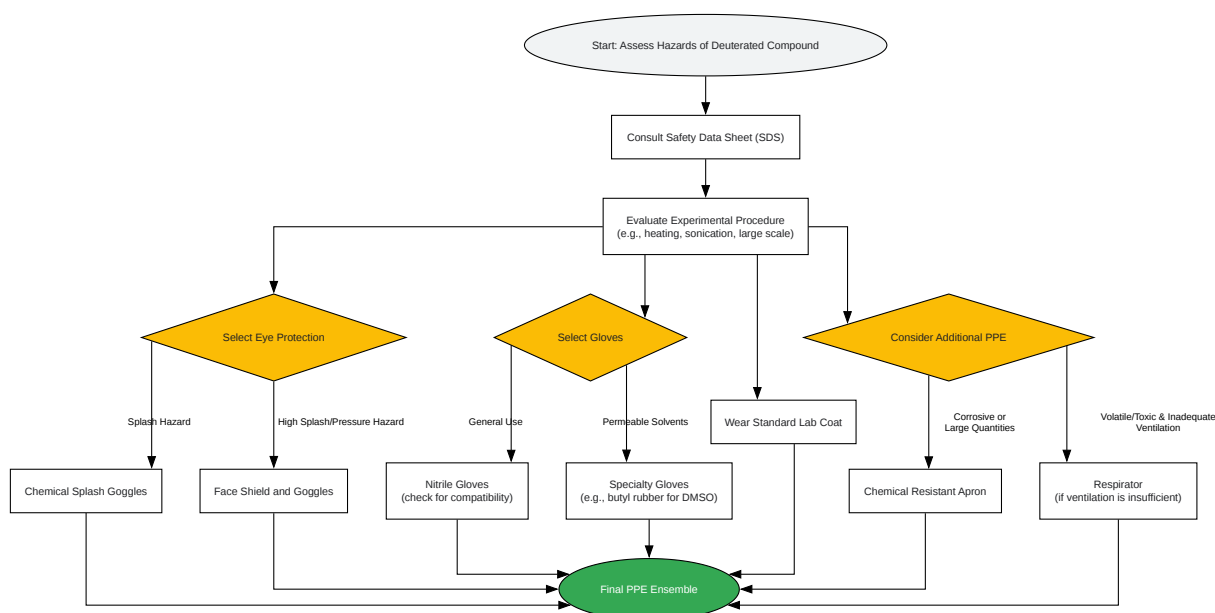 Start: Assess Hazards of Deuterated Compound
Consult Safety Data Sheet (SDS)
Evaluate Experimental Procedure
(e.g., heating, sonication, large scale)
Select Eye Protection
Select Gloves
Consider Additional PPE
Splash Hazard
High Splash/Pressure Hazard
General Use
Permeable Solvents
Wear Standard Lab Coat
Corrosive or
Large Quantities
Volatile/Toxic & Inadequate
Ventilation
Chemical Splash Goggles
Face Shield and Goggles
Nitrile Gloves
(check for compatibility)
Specialty Gloves
(e.g., butyl rubber for DMSO)
Chemical Resistant Apron
Respirator
(if ventilation is insufficient)
Final PPE Ensemble